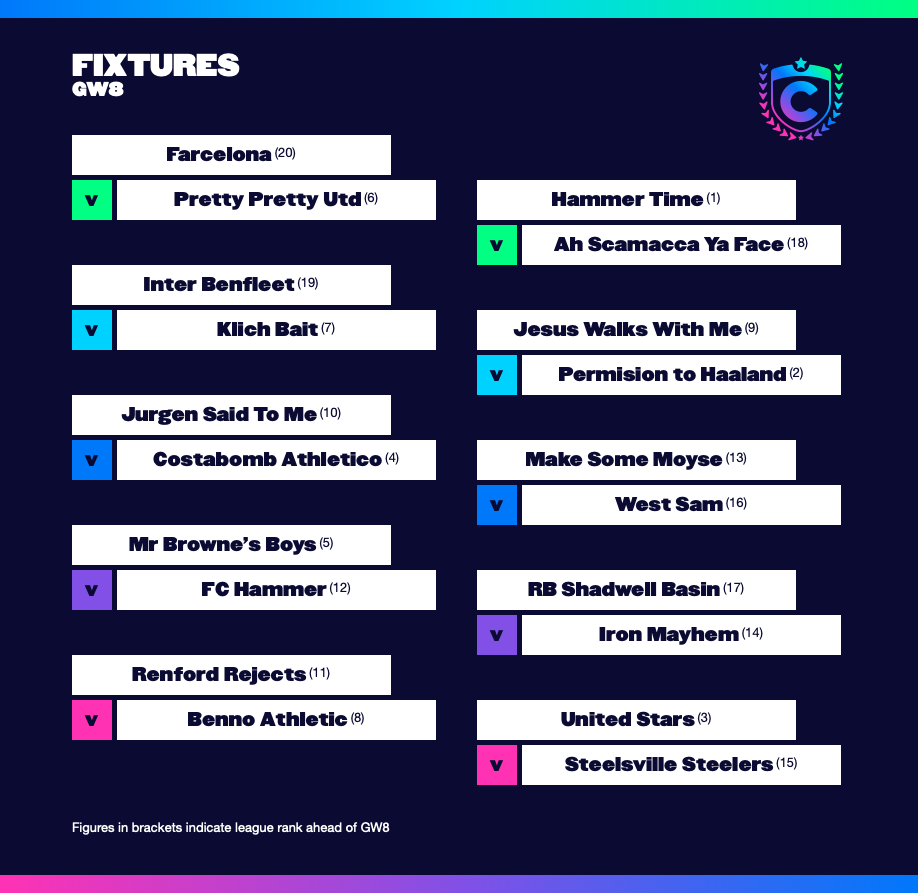 FIXTURES
GW8
Farcelona (20)
v Pretty Pretty Utd (6)
Inter Benfleet (19)
v Klich Bait (7)
Jurgen Said To Me (10)
v Costabomb Athletico (4)
Mr Browne's Boys (5)
v FC Hammer (12)
Renford Rejects (11)
v Benno Athletic (8)
C
Hammer Time (1)
v Ah Scamacca Ya Face (18)
Jesus Walks With Me (9)
v Permision to Haaland (2)
Make Some Moyse (13)
v West Sam (16)
RB Shadwell Basin (17)
v Iron Mayhem (14)
United Stars (3)
v Steelsville Steelers (15)
Figures in brackets indicate league rank ahead of GW8